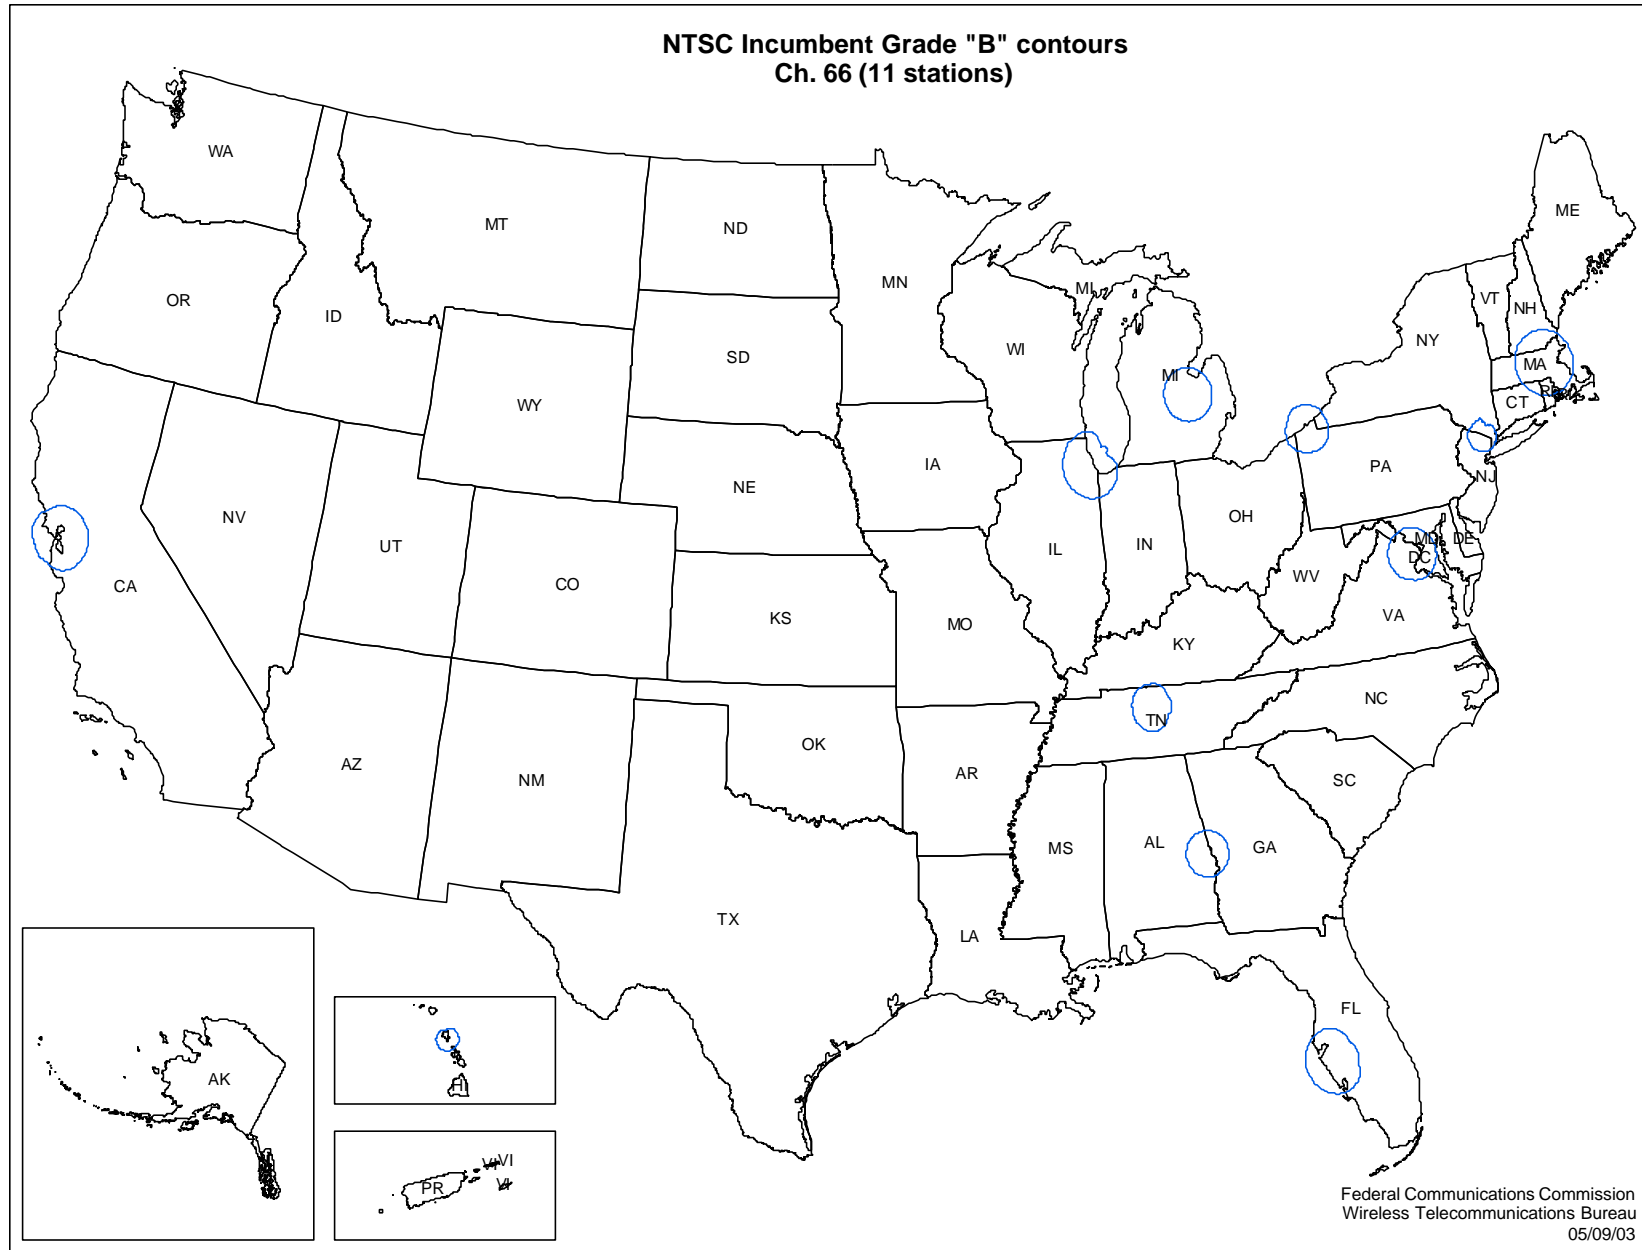 NTSC Incumbent Grade "B" contours
Ch. 66 (11 stations)
WA
MT
ND
MN
ME
OR
ID
SD
WI
MI
MI
NY
VT
NH
MA
RI
CT
WY
NE
IA
PA
NJ
NV
UT
CO
KS
MO
IL
IN
OH
WV
MD
DE
DC
VA
KY
CA
AZ
NM
OK
AR
TN
NC
SC
MS
AL
GA
TX
LA
FL
AK
HI
PR
VI
VI
VI
Federal Communications Commission
Wireless Telecommunications Bureau
05/09/03